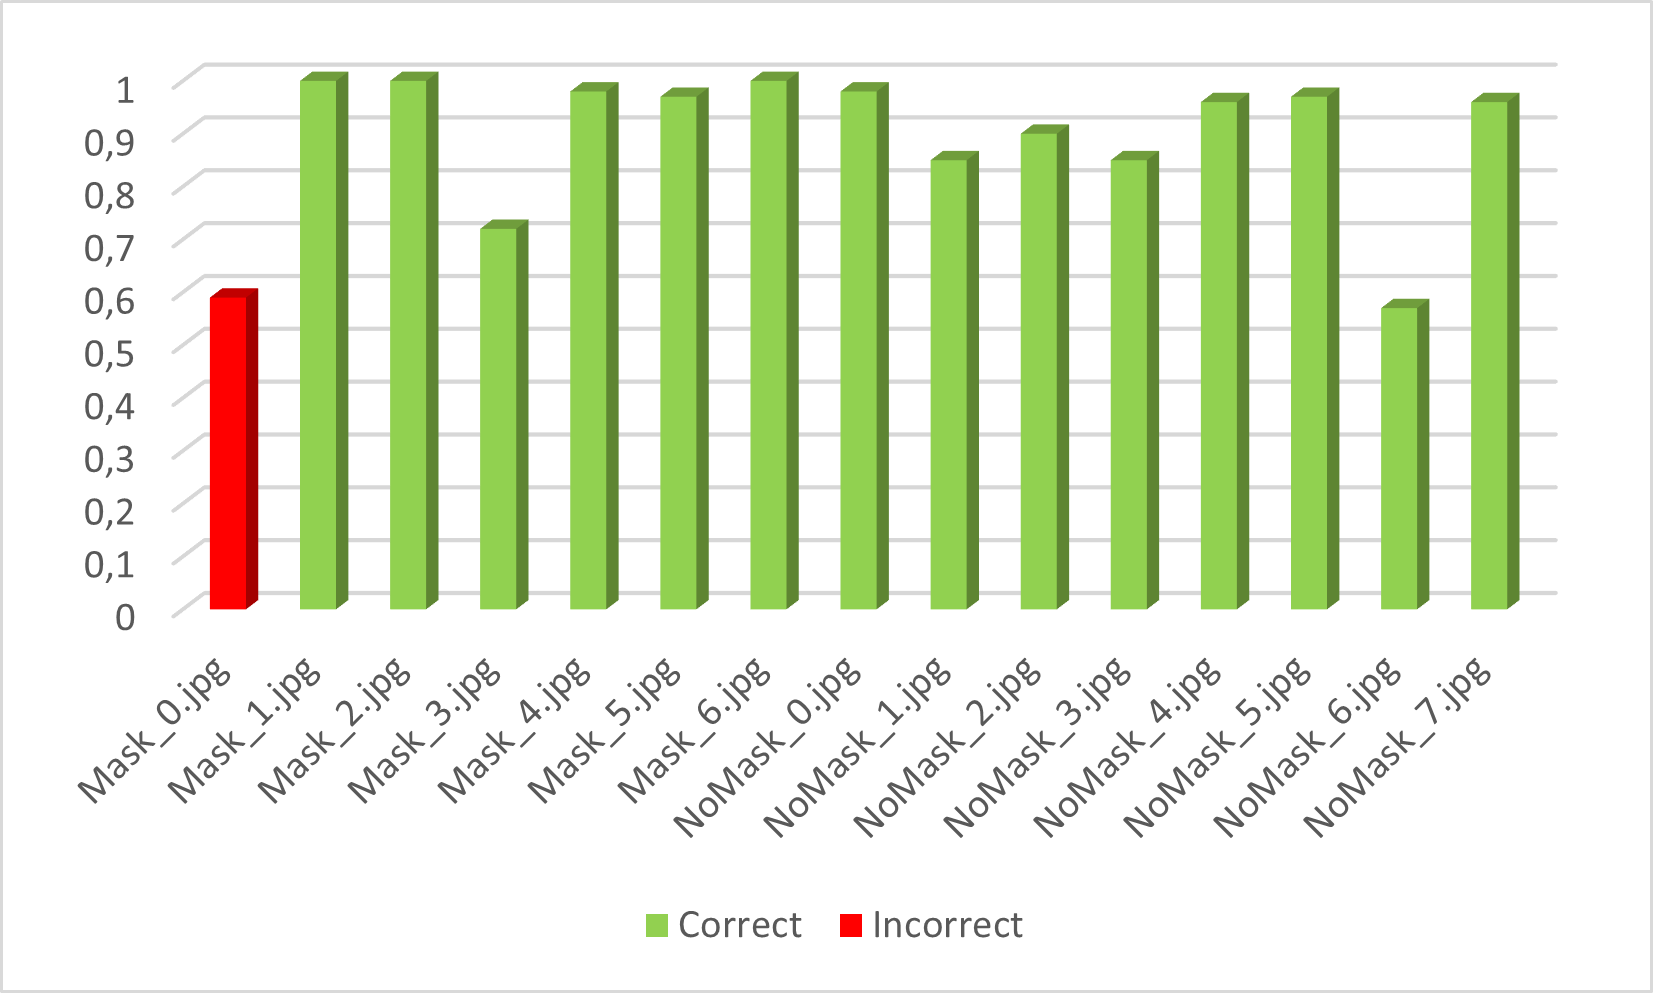 1
0,9
0,8
0,7
0,6
0,5
0,4
0,3
0,2
0,1
0
Mask_0.jpg
Mask_1.jpg
Mask_2.jpg
Mask_3.jpg
Mask_4.jpg
Mask_5.jpg
Mask_6.jpg
NoMask_0.jpg
NoMask_1.jpg
NoMask_2.jpg
NoMask_3.jpg
NoMask_4.jpg
NoMask_5.jpg
NoMask_6.jpg
NoMask_7.jpg
Correct Incorrect